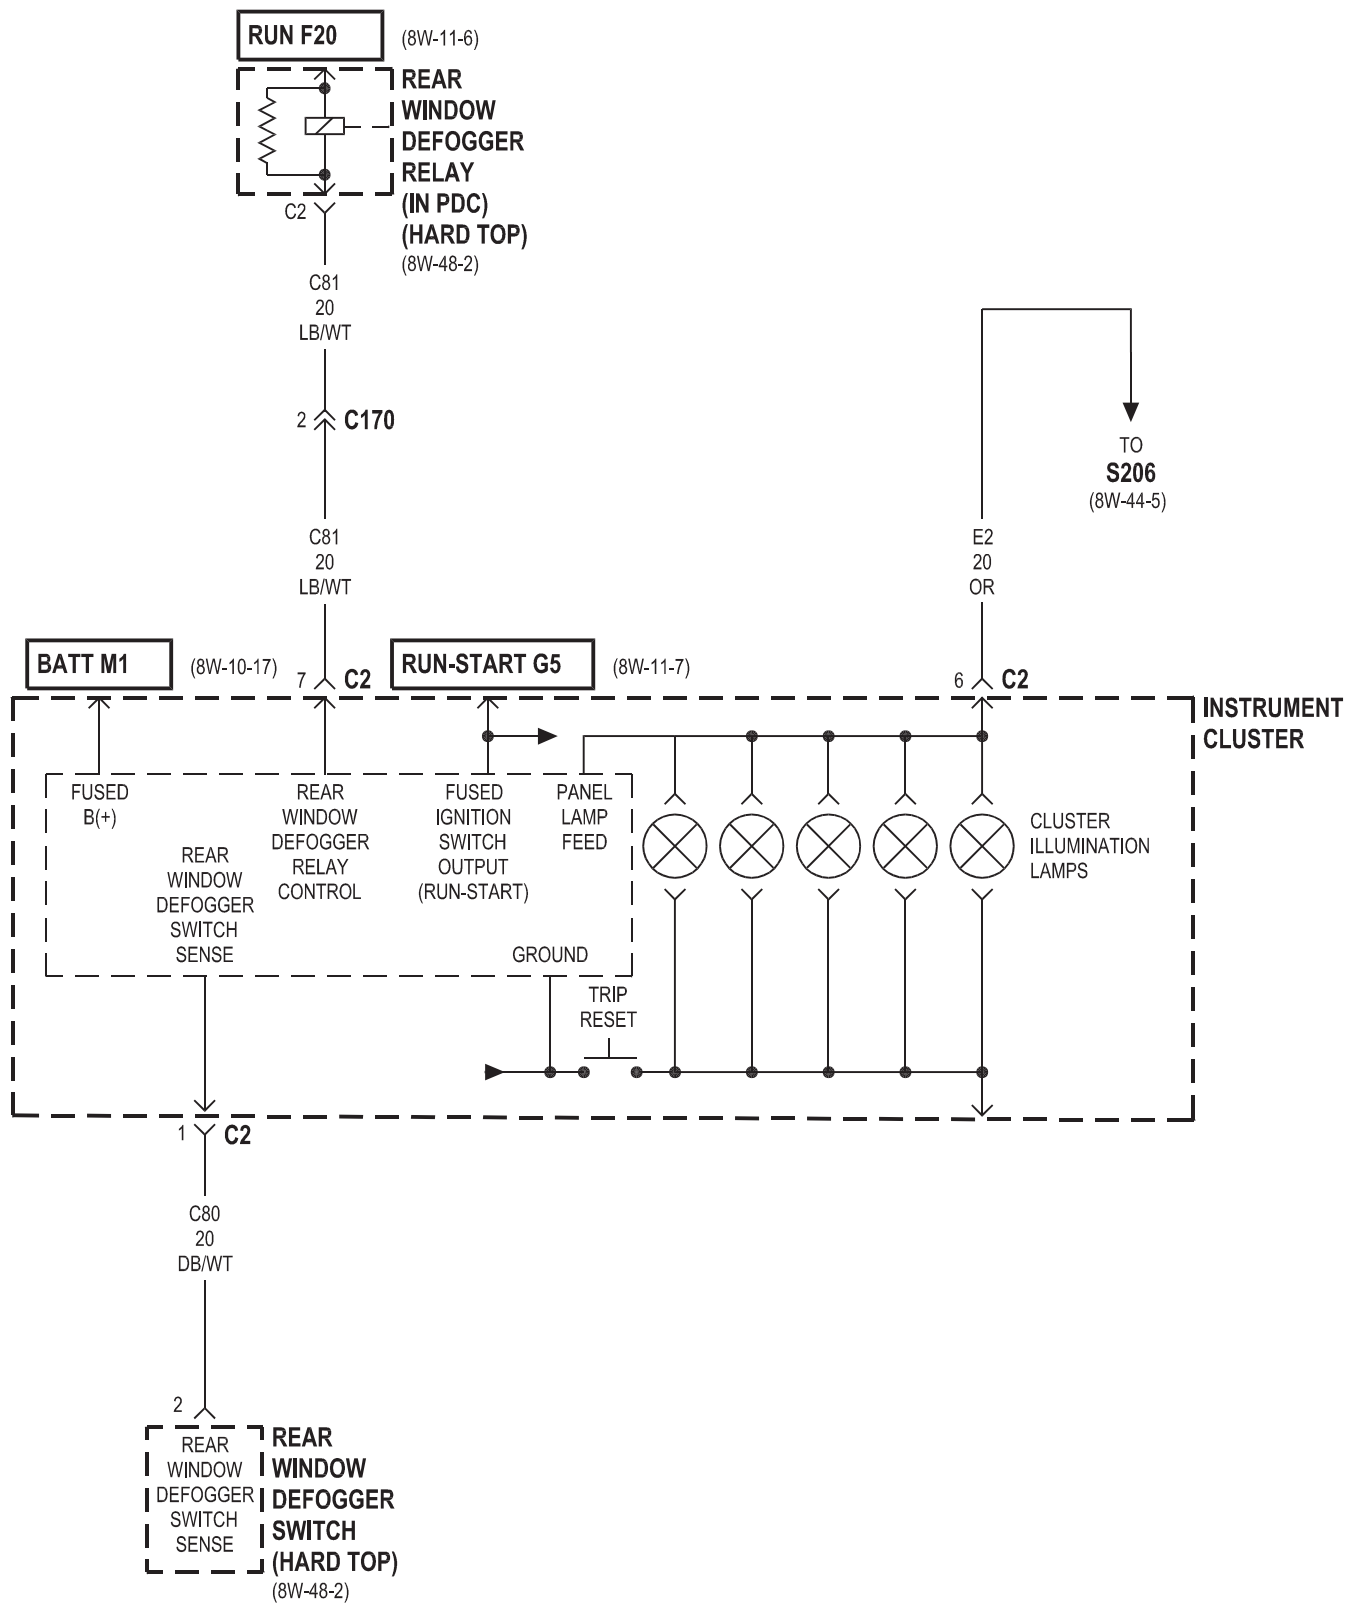 RUN F20
(8W-11-6)
REAR
WINDOW
DEFOGGER
RELAY
(IN PDC)
(HARD TOP)
(8W-48-2)
C2
C81
20
LB/WT
2
C170
C81
20
LB/WT
TO
S206
(8W-44-5)
E2
20
OR
BATT M1
(8W-10-17)
7
C2
RUN-START G5
(8W-11-7)
6
C2
INSTRUMENT
CLUSTER
FUSED
B(+)
REAR
WINDOW
DEFOGGER
SWITCH
SENSE
REAR
WINDOW
DEFOGGER
RELAY
CONTROL
FUSED
IGNITION
SWITCH
OUTPUT
(RUN-START)
PANEL
LAMP
FEED
CLUSTER
ILLUMINATION
LAMPS
GROUND
TRIP
RESET
1
C2
C80
20
DB/WT
2
REAR
WINDOW
DEFOGGER
SWITCH
SENSE
REAR
WINDOW
DEFOGGER
SWITCH
(HARD TOP)
(8W-48-2)